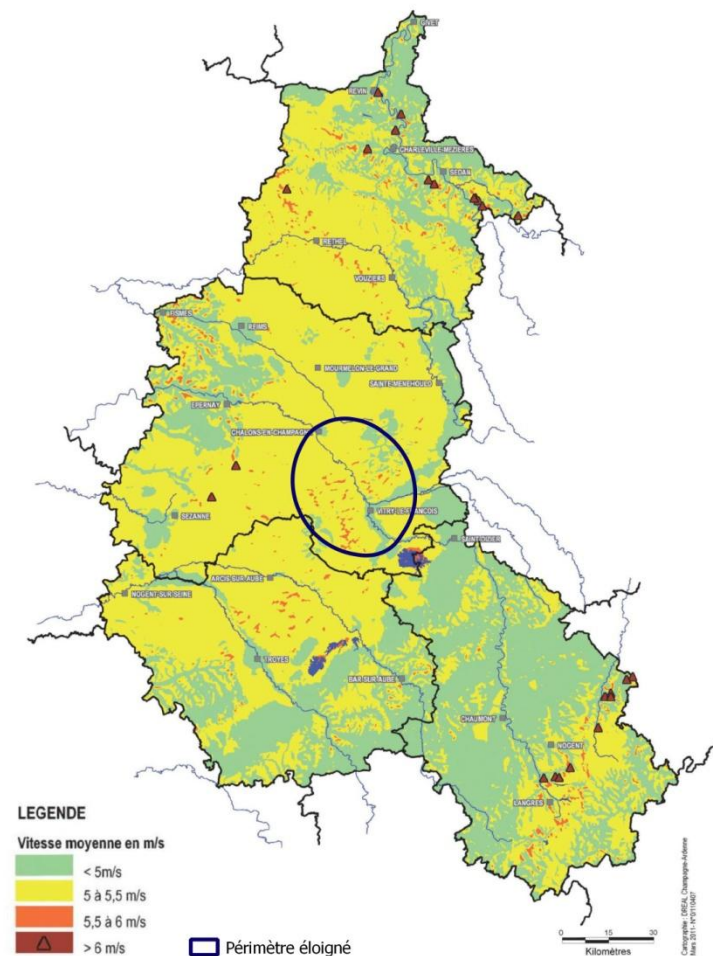 GIVET
REVIN
CHARLEVILLE-MEZIERES
SEDAN
RETHEL
VOUZIERS
FISMES
REIMS
MOURMELON-LE-GRAND
SAINTE-MENEHOULD
EPERNAY
CHALONS-EN-CHAMPAGN
VITRY-LE-FRANCOIS
SEZANNE
SAINT-DIZIER
ARCIS-SUR-AUBE
NOGENT-SUR-SEINE
TROYES
BAR-SUR-AUBE
CHAUMONT
NOGENT
LANGRES
LEGENDE
Vitesse moyenne en m/s
< 5m/s
5 à 5,5 m/s
5,5 à 6 m/s
> 6 m/s
Périmètre éloigné
0 15 30
Kilomètres
Cartographie : DREAL Champagne-Ardenne